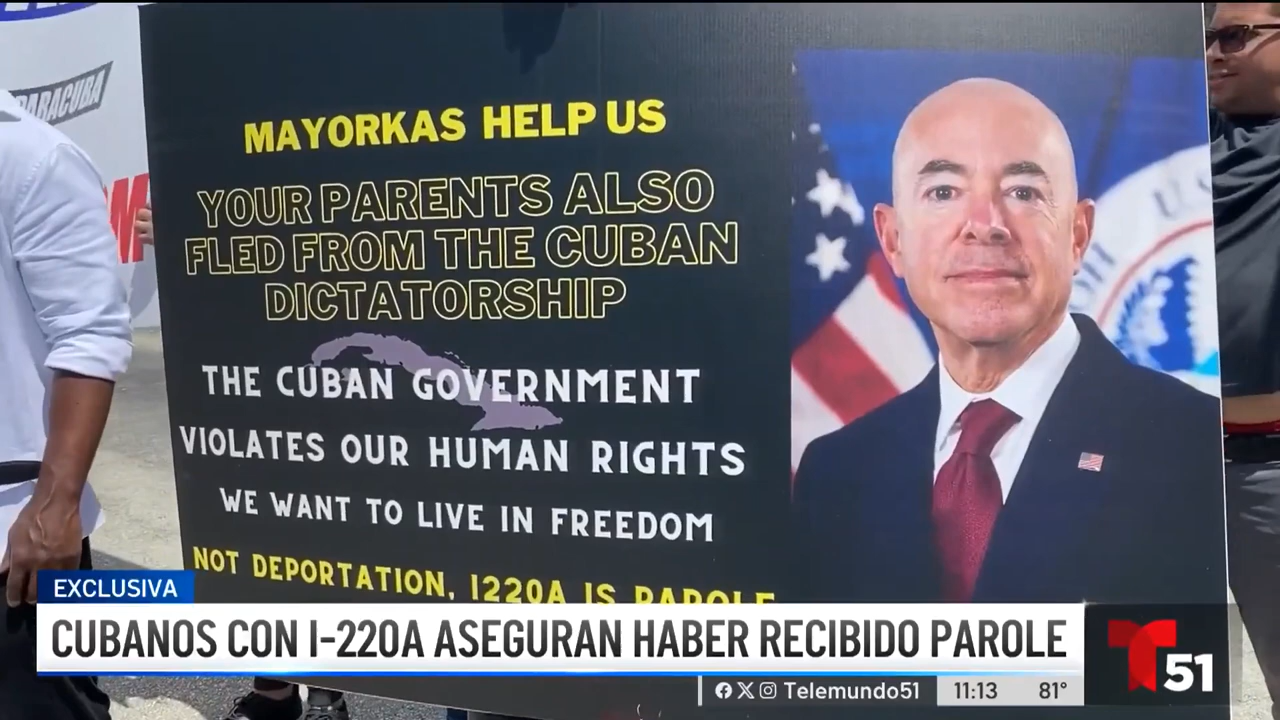 PARACUBA
MAYORKAS HELP US
YOUR PARENTS ALSO
FLED FROM THE CUBAN
DICTATORSHIP
THE CUBAN GOVERNMENT
VIOLATES OUR HUMAN RIGHTS
WE WANT TO LIVE IN FREEDOM
NOT DEPORTATION, I220A IS PAROLE
EXCLUSIVA
CUBANOS CON I-220A ASEGURAN HABER RECIBIDO PAROLE
Telemundo51
11:13
81°
T 51